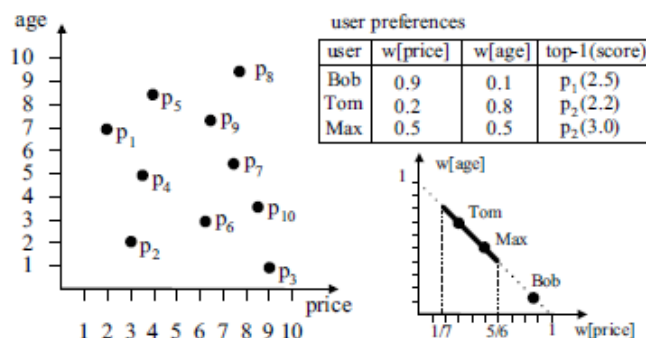 age
10
9
8
7
6
5
4
3
2
1
p8
p5
p9
p1
p7
p4
p10
p6
p2
p3
price
1 2 3 4 5 6 7 8 9 10
user preferences
user w[price] w[age] top-1(score)
Bob 0.9 0.1 p1(2.5)
Tom 0.2 0.8 p2(2.2)
Max 0.5 0.5 p2(3.0)
w[age]
1
Tom
Max
Bob
1/7 5/6 1 w[price]